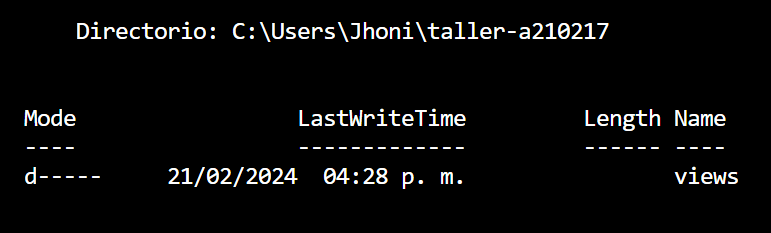 Directorio: C:\Users\Jhoni\taller-a210217
Mode LastWriteTime Length Name
---- ------------- ------ ----
d----- 21/02/2024 04:28 p. m. views